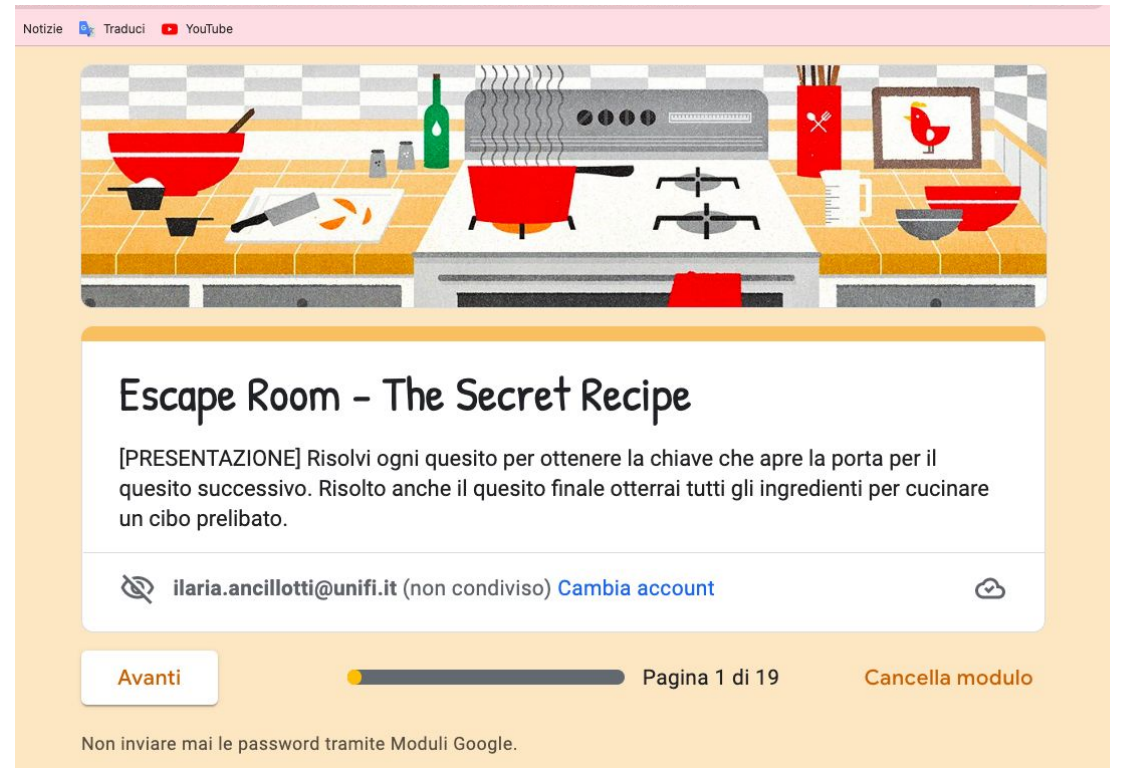 Notizie Traduci YouTube
Escape Room - The Secret Recipe
[PRESENTAZIONE] Risolvi ogni quesito per ottenere la chiave che apre la porta per il
quesito successivo. Risolto anche il quesito finale otterrai tutti gli ingredienti per cucinare
un cibo prelibato.
ilaria.ancillotti@unifi.it (non condiviso) Cambia account
Avanti Pagina 1 di 19 Cancella modulo
Non inviare mai le password tramite Moduli Google.